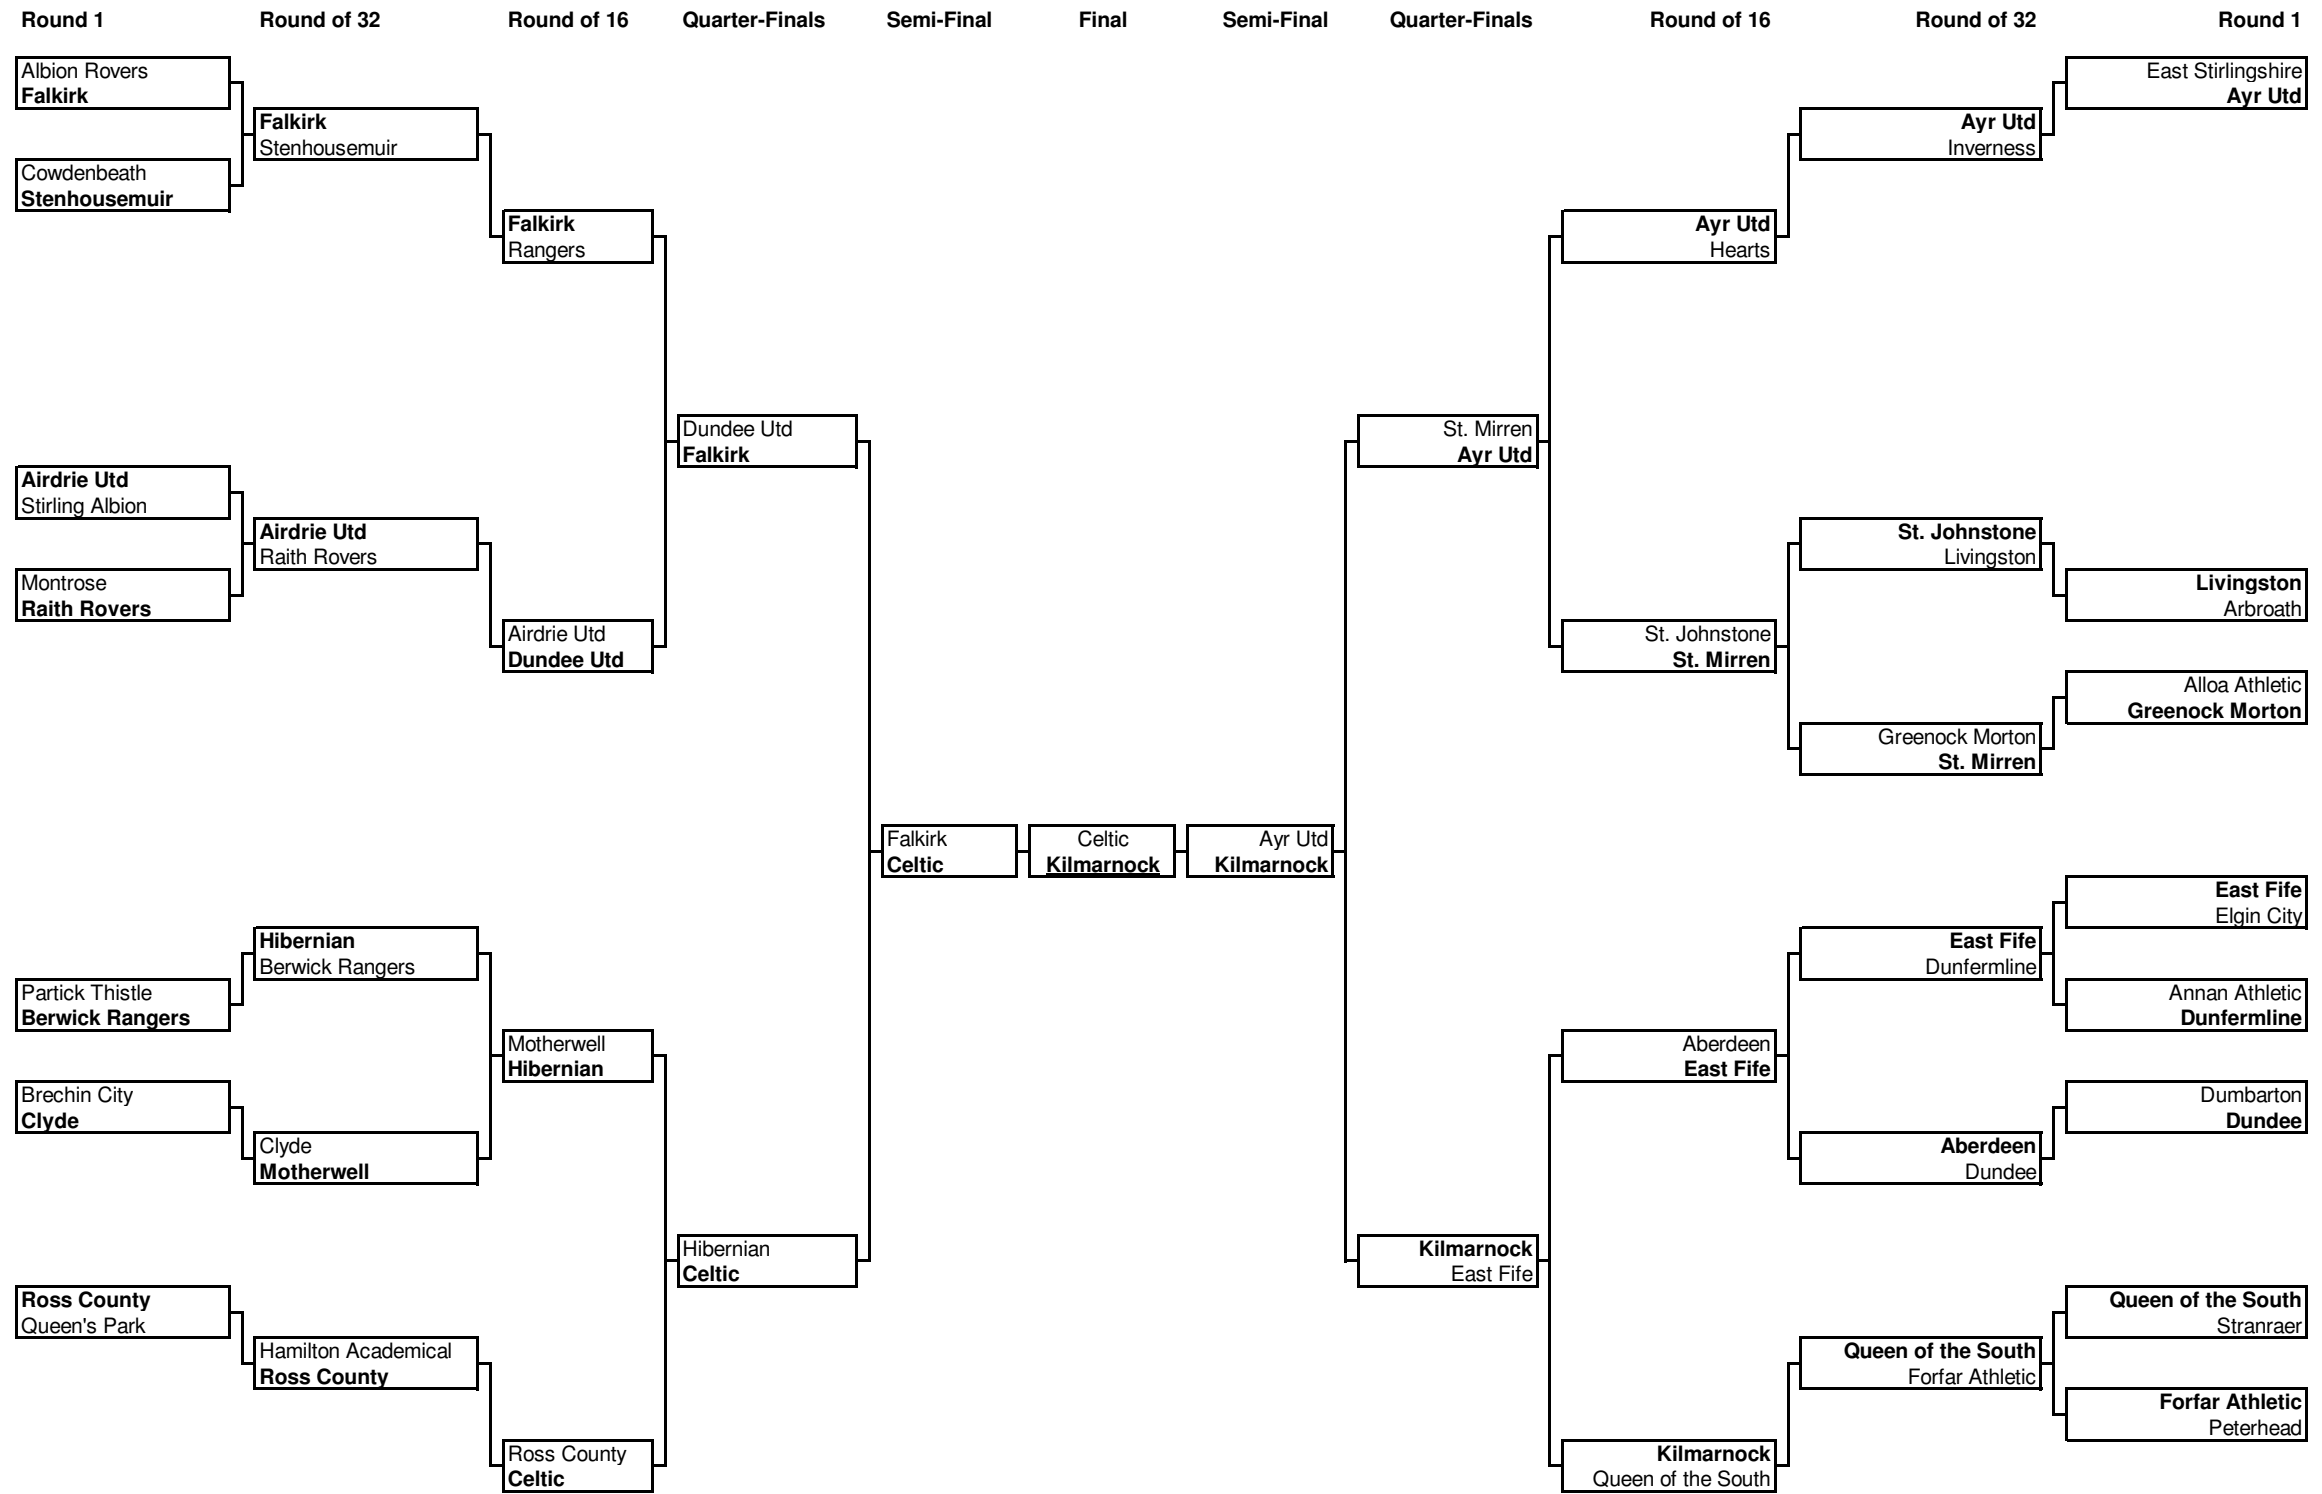 Round 1
Round of 32
Round of 16
Quarter-Finals
Semi-Final
Final
Semi-Final
Quarter-Finals
Round of 16
Round of 32
Round 1
Albion Rovers
Falkirk
Cowdenbeath
Stenhousemuir
Airdrie Utd
Stirling Albion
Montrose
Raith Rovers
Partick Thistle
Berwick Rangers
Brechin City
Clyde
Ross County
Queen's Park
Falkirk
Stenhousemuir
Airdrie Utd
Raith Rovers
Hibernian
Berwick Rangers
Clyde
Motherwell
Hamilton Academical
Ross County
Falkirk
Rangers
Airdrie Utd
Dundee Utd
Motherwell
Hibernian
Ross County
Celtic
Dundee Utd
Falkirk
Hibernian
Celtic
Falkirk
Celtic
Celtic
Kilmarnock
Ayr Utd
Kilmarnock
St. Mirren
Ayr Utd
Kilmarnock
East Fife
Ayr Utd
Hearts
St. Johnstone
St. Mirren
Aberdeen
East Fife
Kilmarnock
Queen of the South
Ayr Utd
Inverness
St. Johnstone
Livingston
Greenock Morton
St. Mirren
East Fife
Dunfermline
Aberdeen
Dundee
Queen of the South
Forfar Athletic
East Stirlingshire
Ayr Utd
Livingston
Arbroath
Alloa Athletic
Greenock Morton
East Fife
Elgin City
Annan Athletic
Dunfermline
Dumbarton
Dundee
Queen of the South
Stranraer
Forfar Athletic
Peterhead